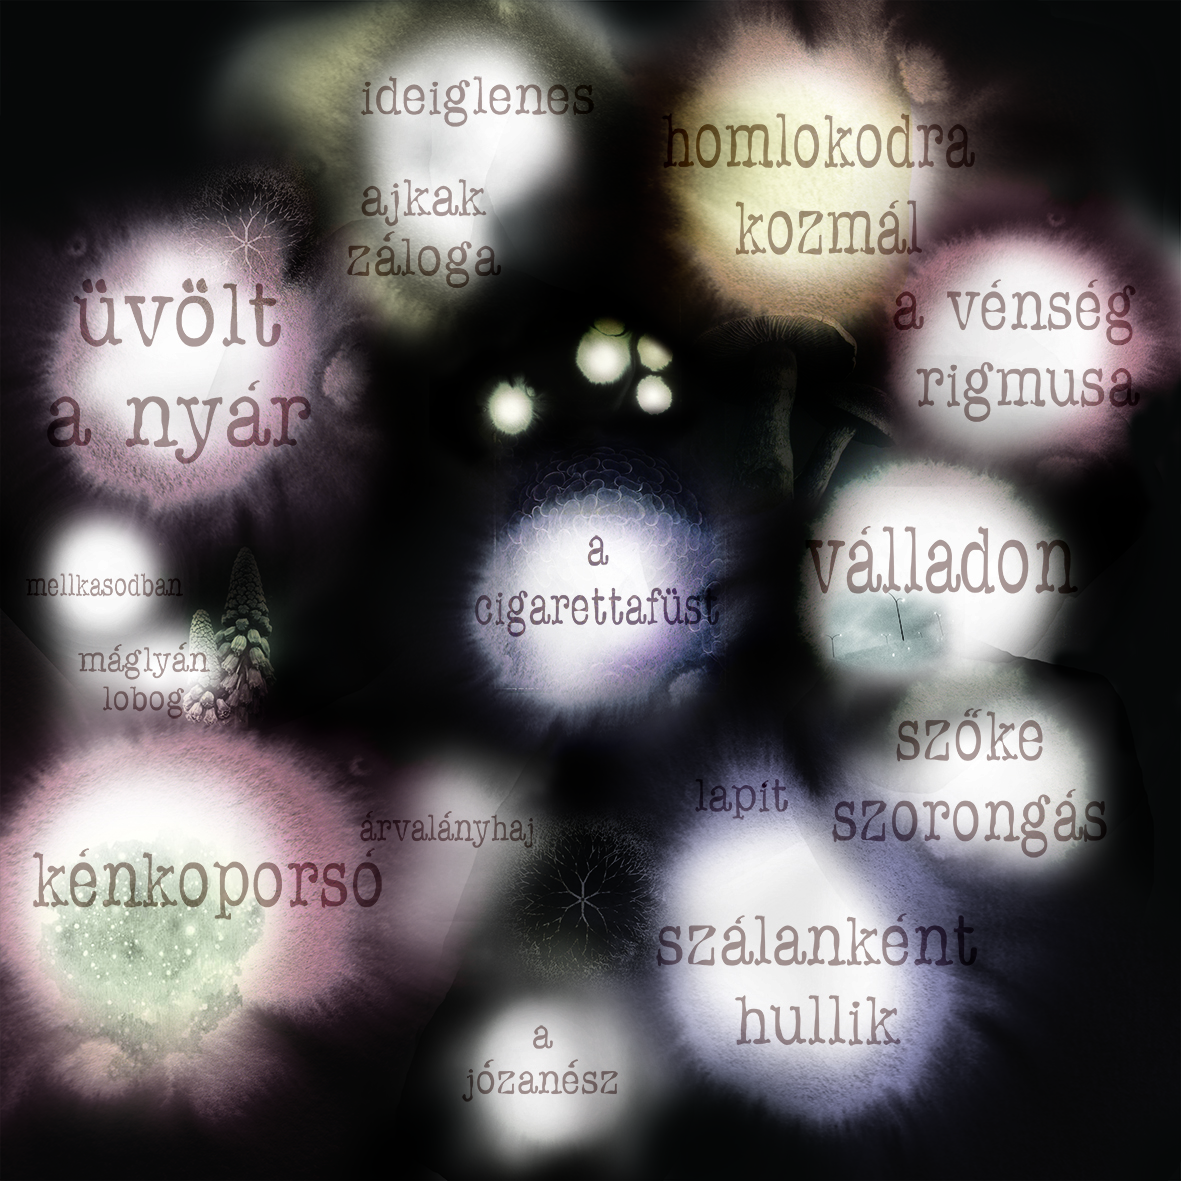 ideiglenes
ajkak
záloga
homlokodra
kozmál
üvölt
a nyár
a vénség
rigmusa
mellkasodban
máglyán
lobog
a
cigarettafüst
válladon
szőke
szorongás
lapít
árvalányhaj
kénkoporsó
szálanként
hullik
a
józanész